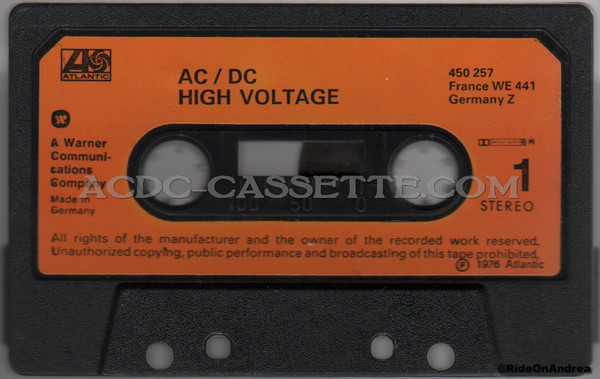 ATLANTIC
AC / DC
HIGH VOLTAGE
450 257
France WE 441
Germany Z
A Warner
Communi-
cations
Company
Made in
Germany
ACDC-CASSETTE.COM
100 50 0
1
STEREO
All rights of the manufacturer and the owner of the recorded work reserved.
Unauthorized copying, public performance and broadcasting of this tape prohibited.
℗ 1976 Atlantic
@RideOnAndrea